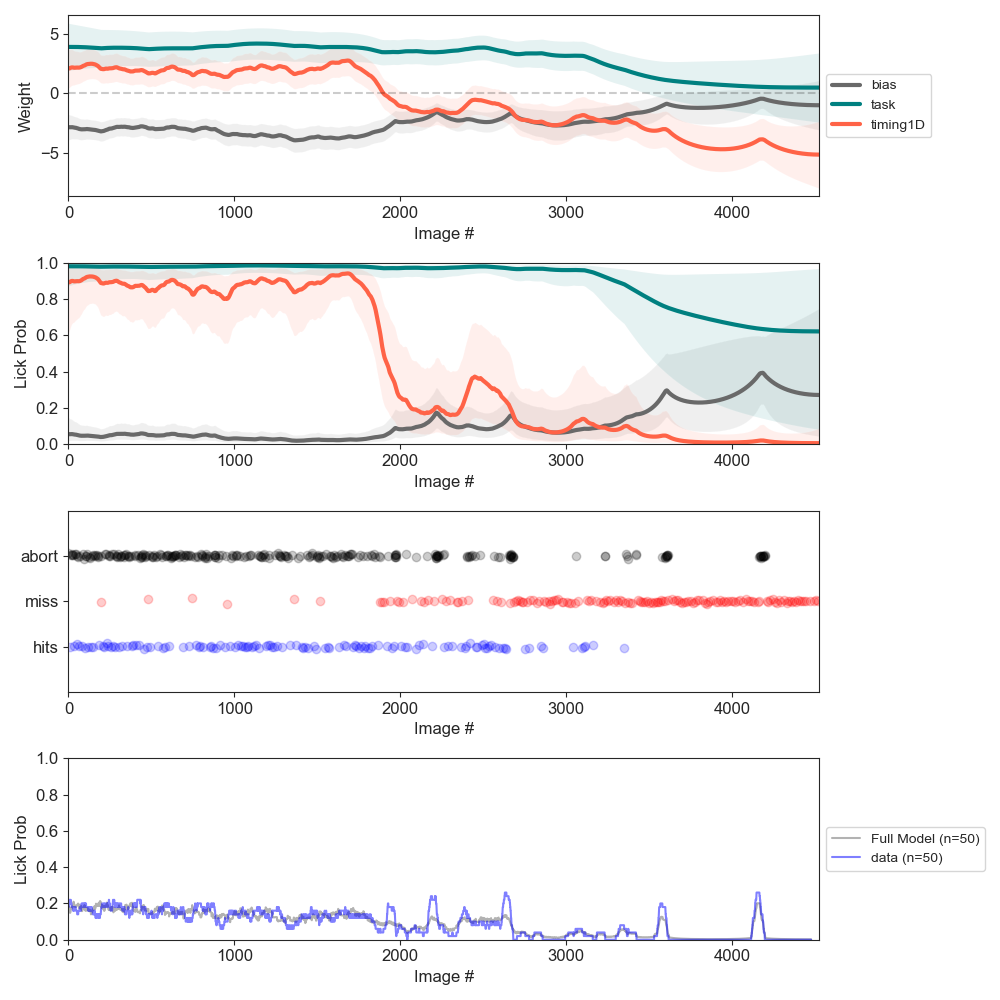 5
0
−5
Weight
0
1000
2000
3000
4000
Image #
bias
task
timing1D
1.0
0.8
0.6
0.4
0.2
0.0
Lick Prob
0
1000
2000
3000
4000
Image #
abort
miss
hits
0
1000
2000
3000
4000
Image #
1.0
0.8
0.6
0.4
0.2
0.0
Lick Prob
0
1000
2000
3000
4000
Image #
Full Model (n=50)
data (n=50)